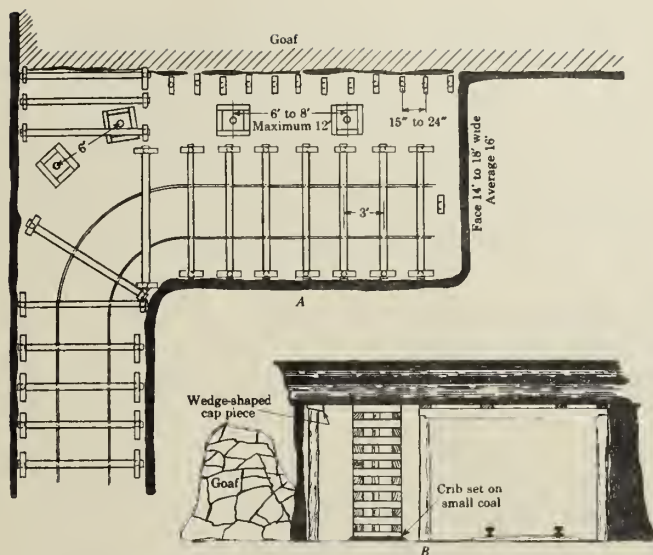 Goaf
6' to 8'
Maximum 12'
15" to 24"
6'
Face 14' to 18' wide
Average 16'
3'
A
Wedge-shaped
cap piece
Goaf
Crib set on
small coal
B